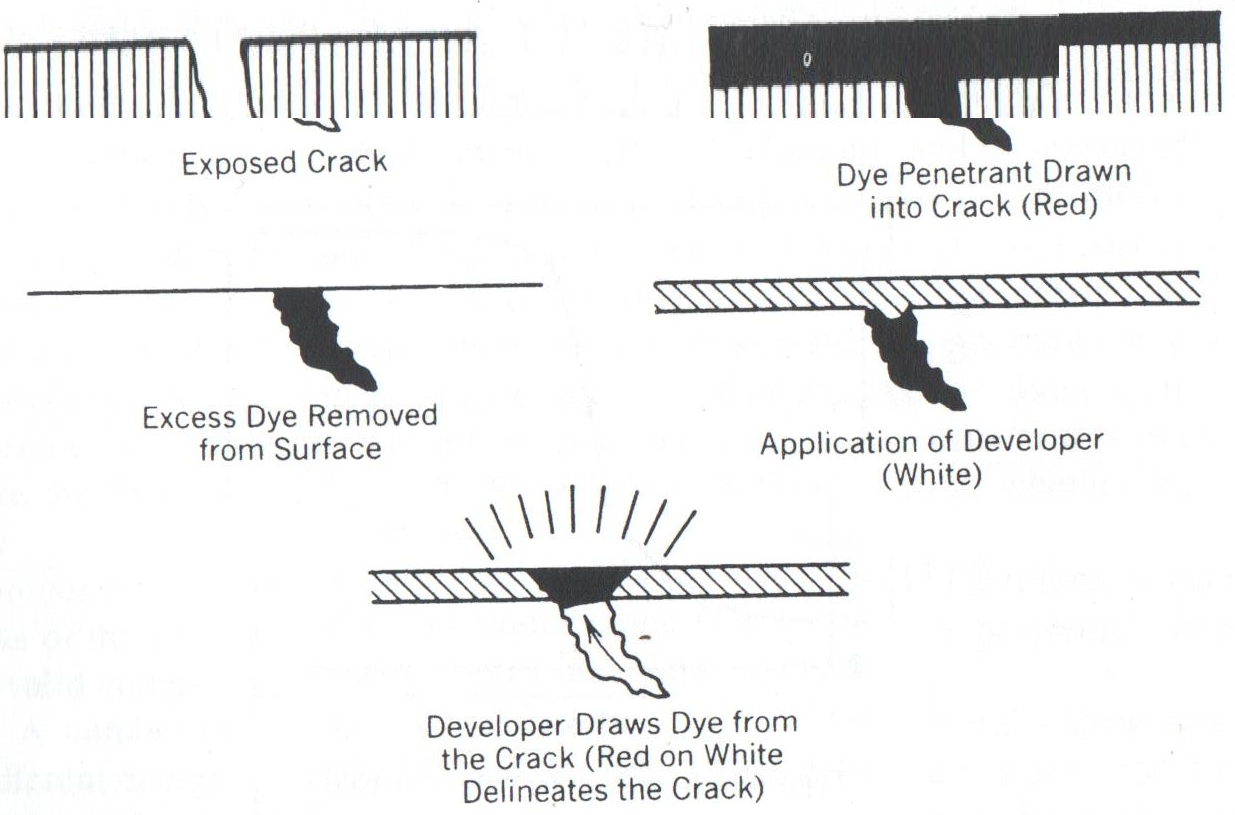 Exposed Crack
Dye Penetrant Drawn
into Crack (Red)
Excess Dye Removed
from Surface
Application of Developer
(White)
Developer Draws Dye from
the Crack (Red on White
Delineates the Crack)